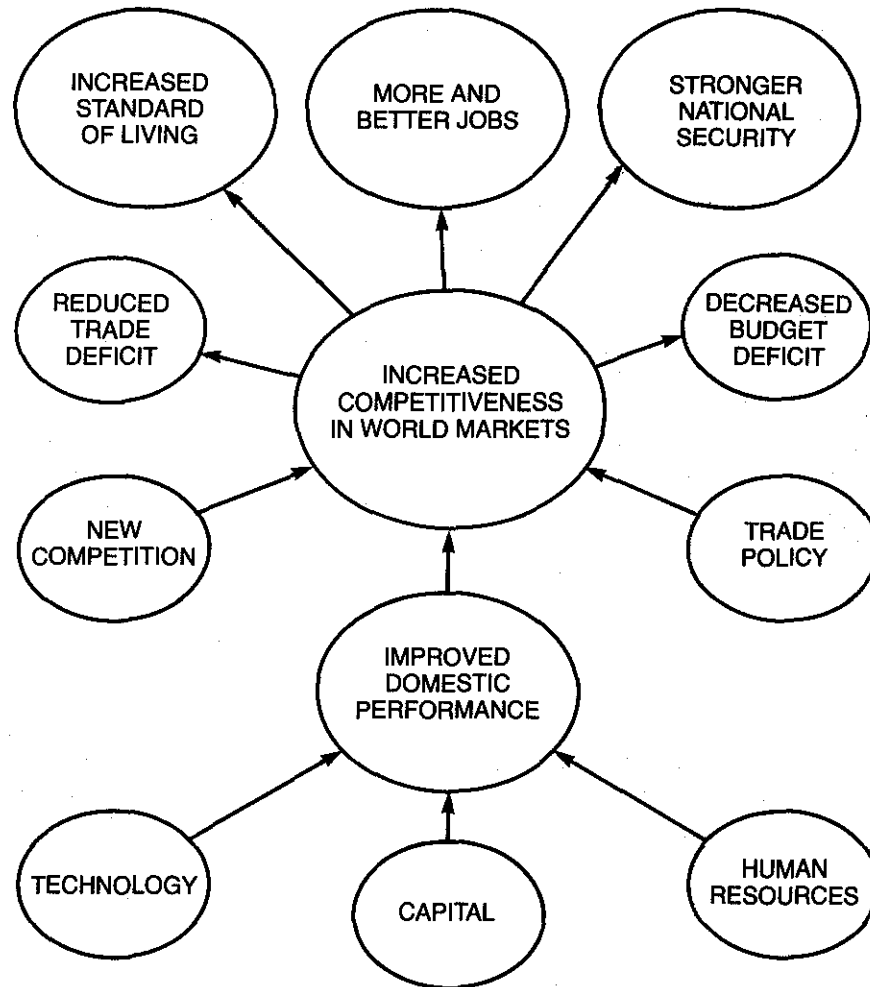 INCREASED
STANDARD
OF LIVING
MORE AND
BETTER JOBS
STRONGER
NATIONAL
SECURITY
REDUCED
TRADE
DEFICIT
INCREASED
COMPETITIVENESS
IN WORLD MARKETS
DECREASED
BUDGET
DEFICIT
NEW
COMPETITION
TRADE
POLICY
IMPROVED
DOMESTIC
PERFORMANCE
TECHNOLOGY
CAPITAL
HUMAN
RESOURCES